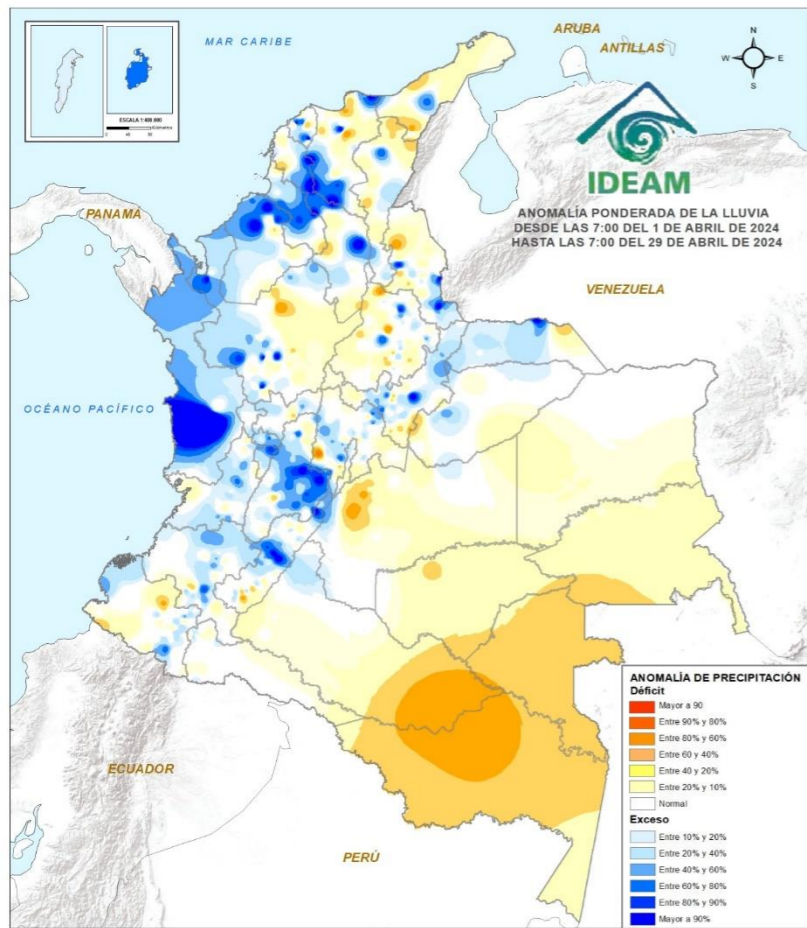 MAR CARIBE
ARUBA
ANTILLAS
N
W
E
S
ESCALA 1:400.000
IDEAM
ANOMALÍA PONDERADA DE LA LLUVIA
DESDE LAS 7:00 DEL 1 DE ABRIL DE 2024
HASTA LAS 7:00 DEL 29 DE ABRIL DE 2024
PANAMA
VENEZUELA
OCÉANO PACÍFICO
ECUADOR
PERÚ
ANOMALÍA DE PRECIPITACIÓN
Déficit
Mayor a 90
Entre 90% y 80%
Entre 80% y 60%
Entre 60 y 40%
Entre 40 y 20%
Entre 20% y 10%
Normal
Exceso
Entre 10% y 20%
Entre 20% y 40%
Entre 40% y 60%
Entre 60% y 80%
Entre 80% y 90%
Mayor a 90%